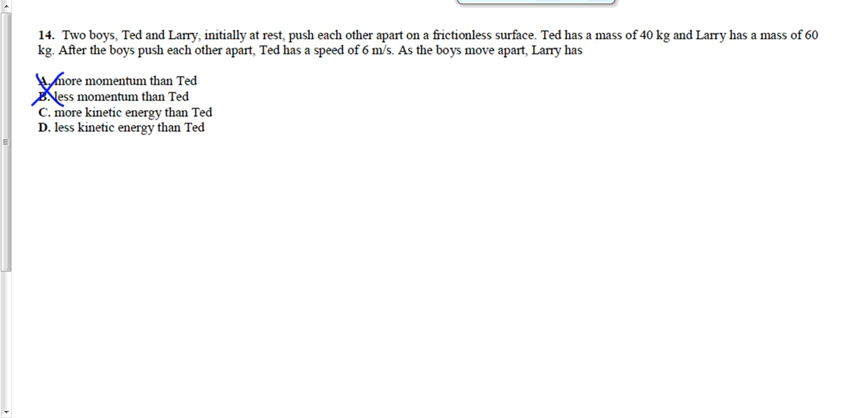 14. Two boys, Ted and Larry, initially at rest, push each other apart on a frictionless surface. Ted has a mass of 40 kg and Larry has a mass of 60
kg. After the boys push each other apart, Ted has a speed of 6 m/s. As the boys move apart, Larry has
A. more momentum than Ted
B. less momentum than Ted
C. more kinetic energy than Ted
D. less kinetic energy than Ted